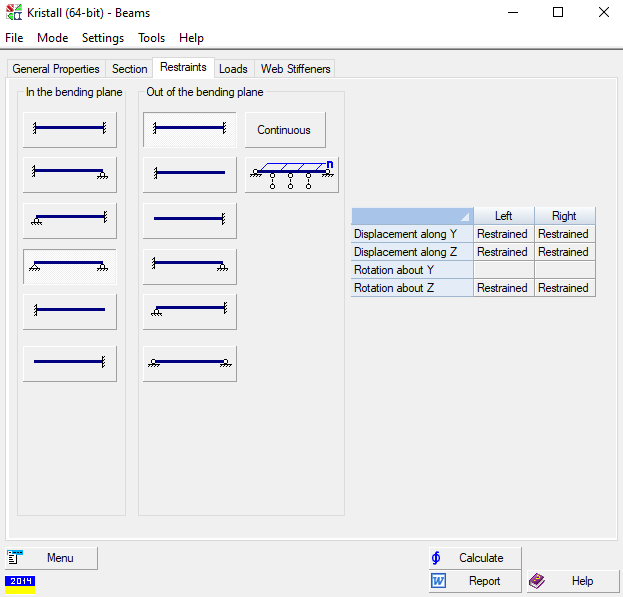 Kristall (64-bit) - Beams
File Mode Settings Tools Help
General Properties Section Restraints Loads Web Stiffeners
In the bending plane Out of the bending plane
Continuous
n
Left Right
Displacement along Y Restrained Restrained
Displacement along Z Restrained Restrained
Rotation about Y
Rotation about Z Restrained Restrained
Menu Calculate
2014 W Report Help